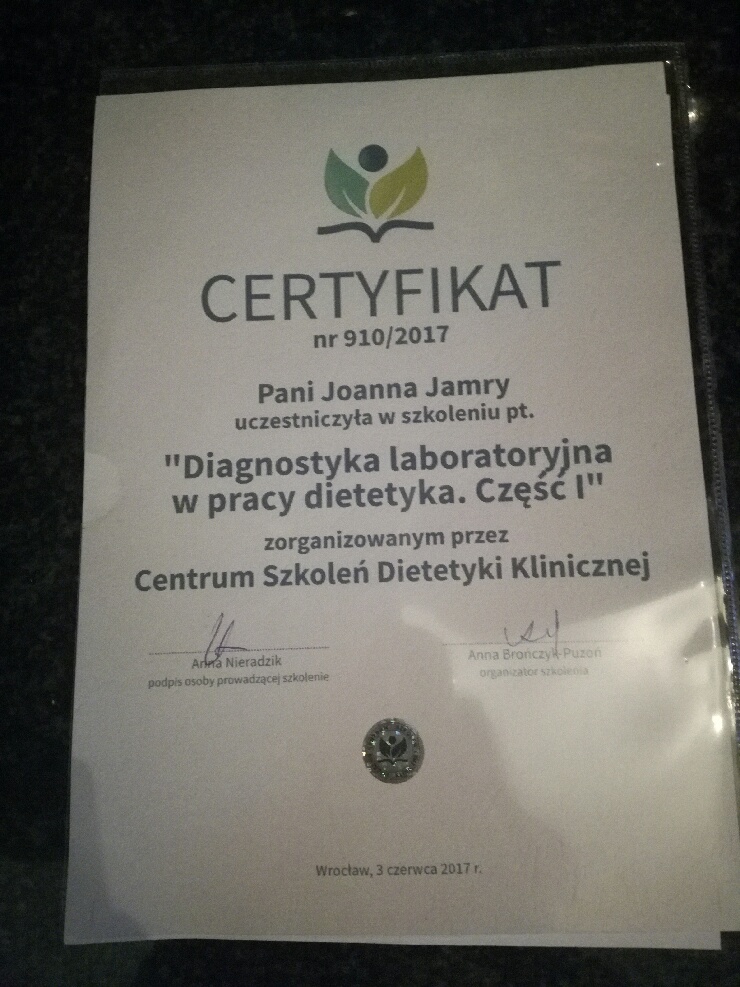 CERTYFIKAT
nr 910/2017
Pani Joanna Jamry
uczestniczyła w szkoleniu pt.
"Diagnostyka laboratoryjna
w pracy dietetyka. Część I"
zorganizowanym przez
Centrum Szkoleń Dietetyki Klinicznej
Anna Nieradzik
podpis osoby prowadzącej szkolenie
Anna Brończyk-Puzoń
organizator szkolenia
Wrocław, 3 czerwca 2017 r.